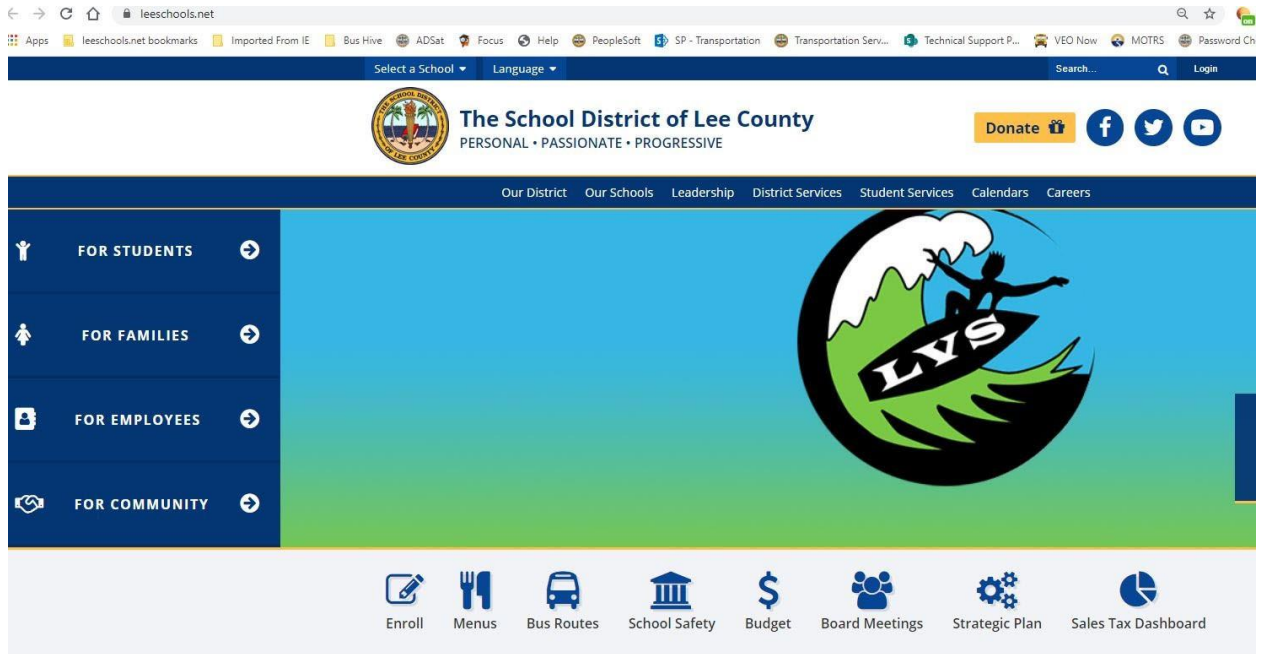 leeschools.net
Apps leeschools.net bookmarks Imported From IE Bus Hive ADSat Focus Help PeopleSoft SP - Transportation Transportation Serv... Technical Support P... VEO Now MOTRS Password Ch
Select a School Language Search... Login
The School District of Lee County
PERSONAL • PASSIONATE • PROGRESSIVE
Donate
Our District Our Schools Leadership District Services Student Services Calendars Careers
FOR STUDENTS
FOR FAMILIES
FOR EMPLOYEES
FOR COMMUNITY
LVS
Enroll Menus Bus Routes School Safety Budget Board Meetings Strategic Plan Sales Tax Dashboard